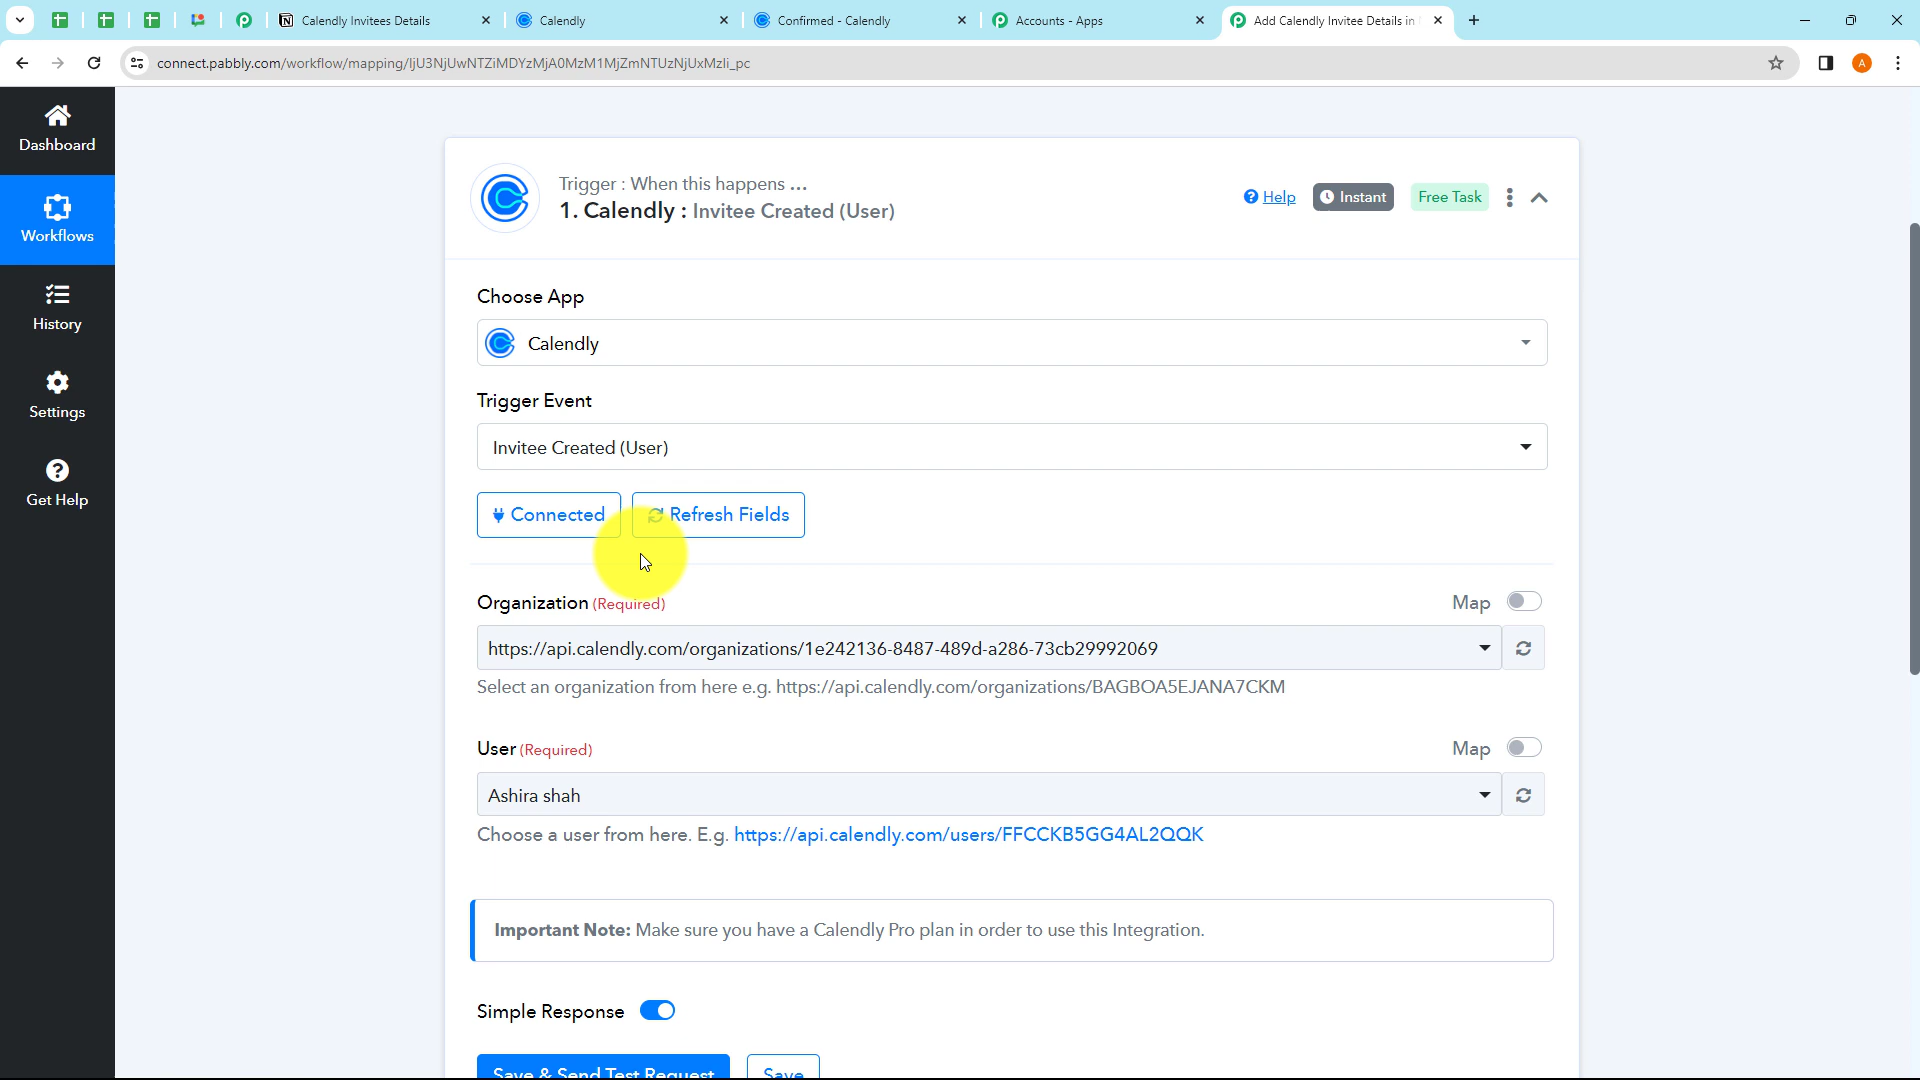 Calendly Invitees Details
Calendly
Confirmed - Calendly
Accounts - Apps
Add Calendly Invitee Details in
connect.pabbly.com/workflow/mapping/IjU3NjUwNTZiMDYzMjA0MzM1MjZmNTUzNjUxMzIi_pc
A
Dashboard
Workflows
History
Settings
Get Help
Trigger : When this happens ...
1. Calendly : Invitee Created (User)
Help
Instant
Free Task
Choose App
Calendly
Trigger Event
Invitee Created (User)
Connected
Refresh Fields
Organization (Required)
Map
https://api.calendly.com/organizations/1e242136-8487-489d-a286-73cb29992069
Select an organization from here e.g. https://api.calendly.com/organizations/BAGBOA5EJANA7CKM
User (Required)
Map
Ashira shah
Choose a user from here. E.g. https://api.calendly.com/users/FFCCKB5GG4AL2QQK
Important Note: Make sure you have a Calendly Pro plan in order to use this Integration.
Simple Response
Save & Send Test Request
Save